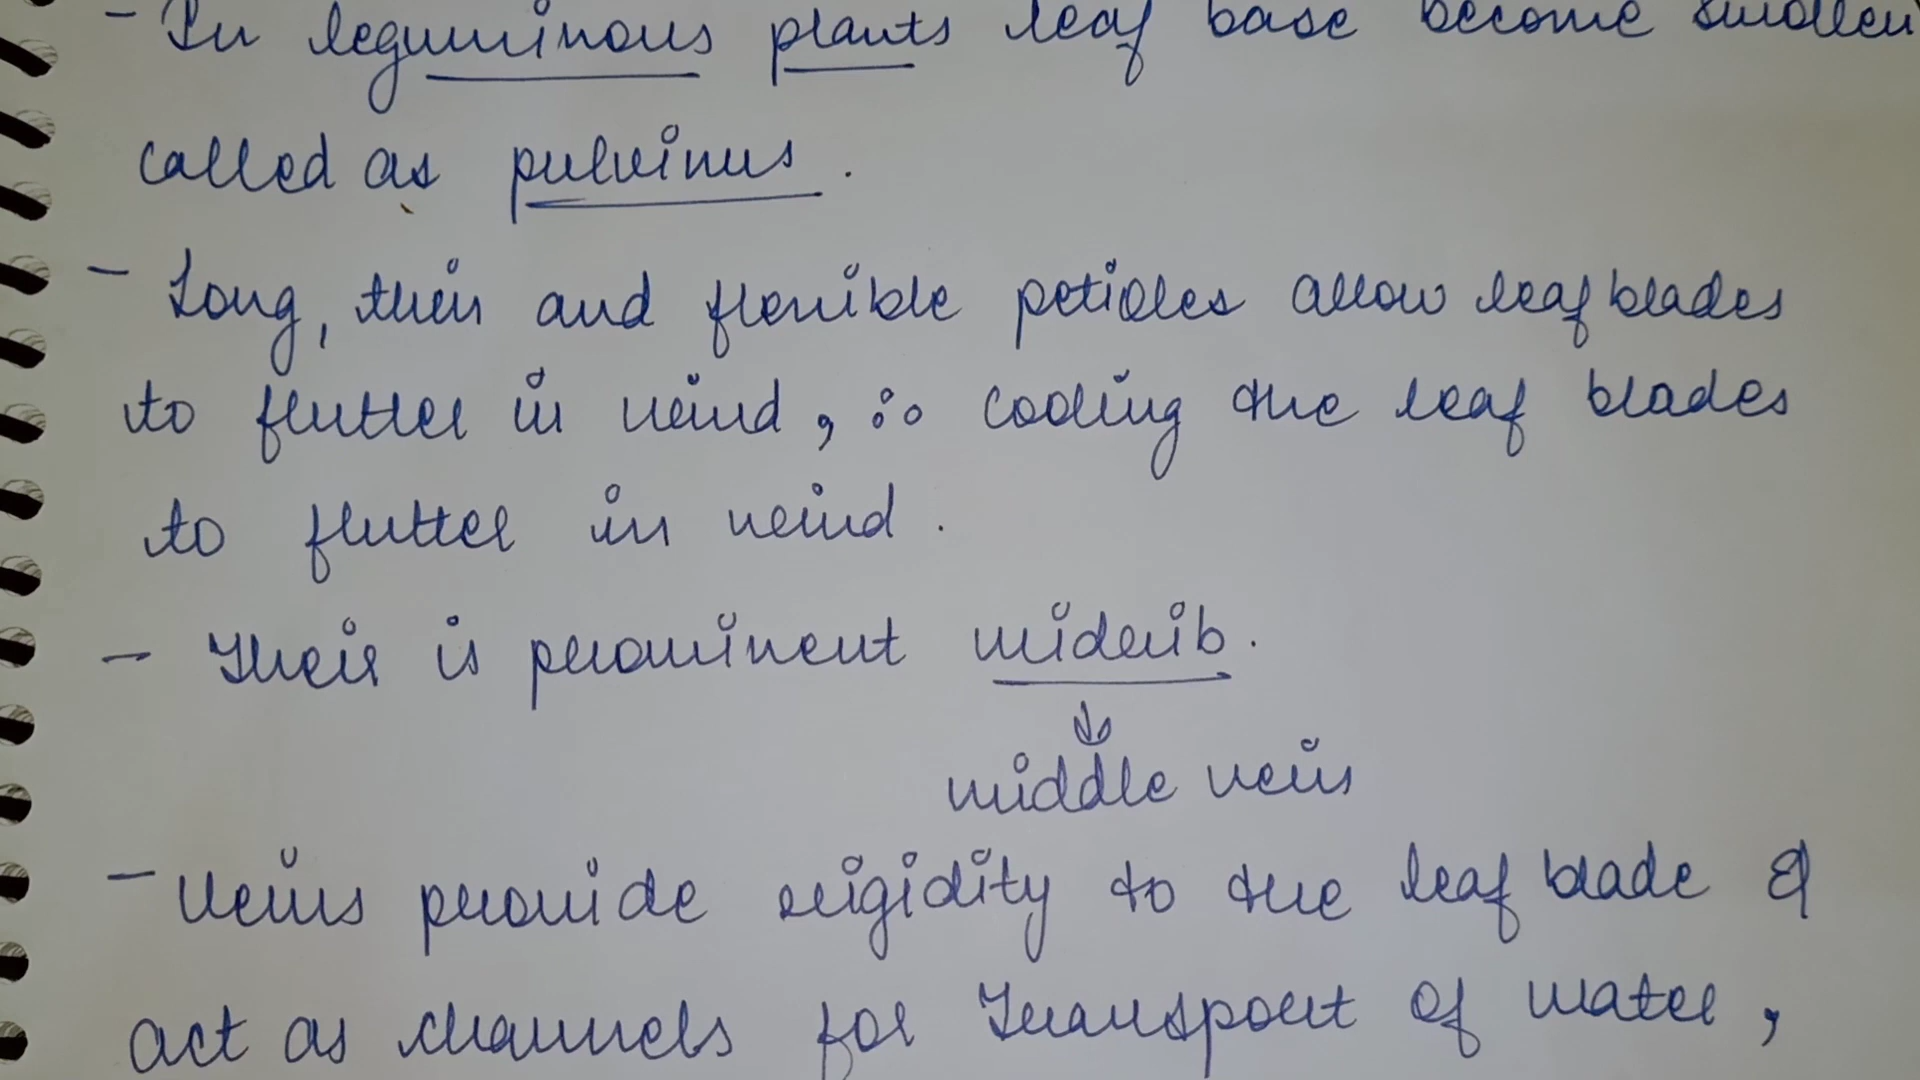 - In leguminous plants leaf base become swollen
called as pulvinus.
- Long, thin and flexible petioles allow leaf blades
to flutter in wind, ∴ cooling the leaf blades
to flutter in wind.
- Their is prominent midrib.
↓
middle vein
- Veins provide rigidity to the leaf blade &
act as channels for transport of water,